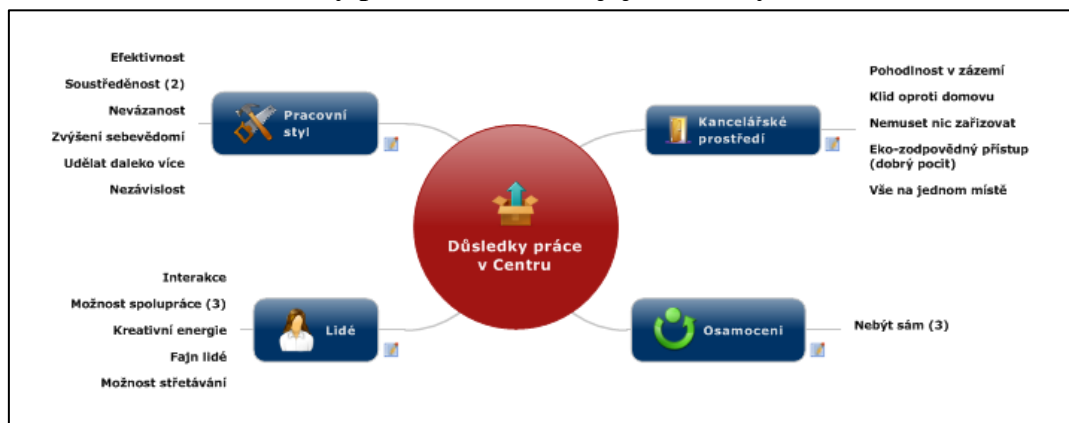 Efektivnost
Soustředěnost (2)
Nevázanost
Zvýšeni sebevědomí
Udělat daleko více
Nezávislost
Pracovní
styl
Kancelářské
prostředí
Pohodlnost v zázemí
Klid oproti domovu
Nemuset nic zařizovat
Eko-zodpovědný přístup
(dobrý pocit)
Vše na jednom místě
Důsledky práce
v Centru
Interakce
Možnost spolupráce (3)
Kreativní energie
Fajn lidé
Možnost střetávání
Lidé
Osamoceni
Nebýt sám (3)